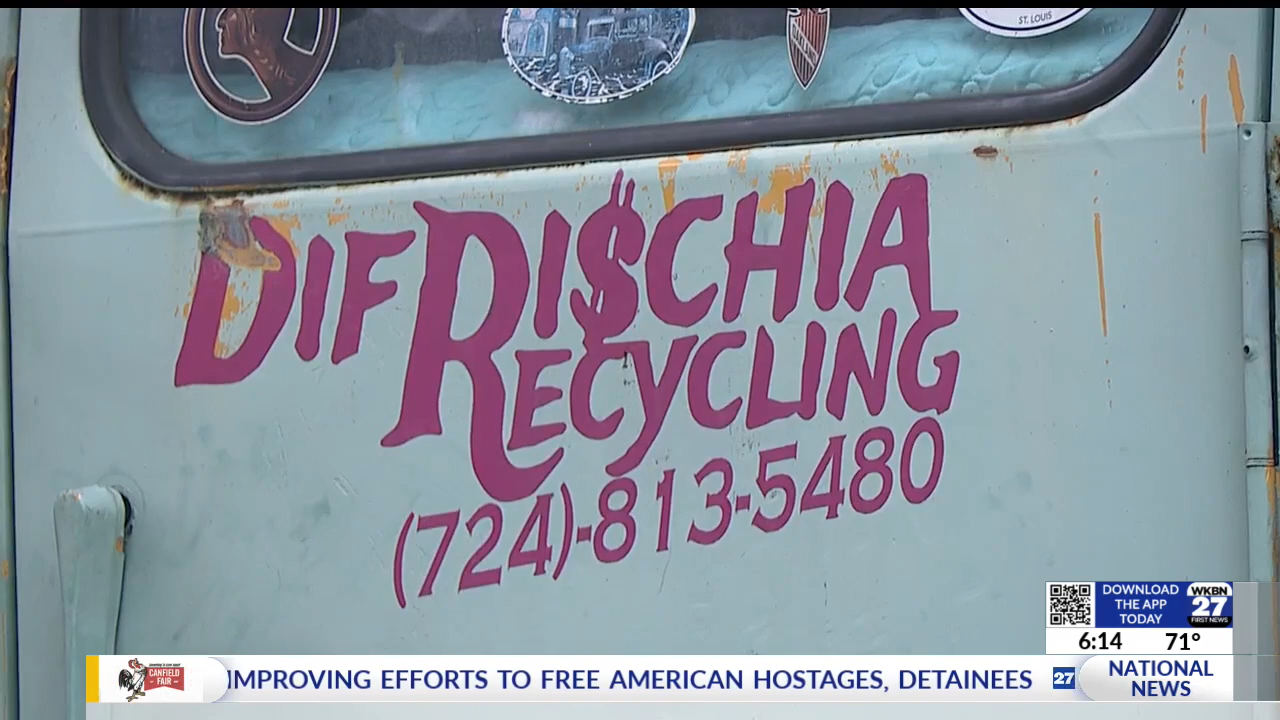 ST. LOUIS
DIFRI$CHIA
RECYCLING
(724)-813-5480
DOWNLOAD
THE APP
TODAY
WKBN
27
FIRST NEWS
6:14 71°
CANFIELD
FAIR
IMPROVING EFFORTS TO FREE AMERICAN HOSTAGES, DETAINEES
27
NATIONAL
NEWS